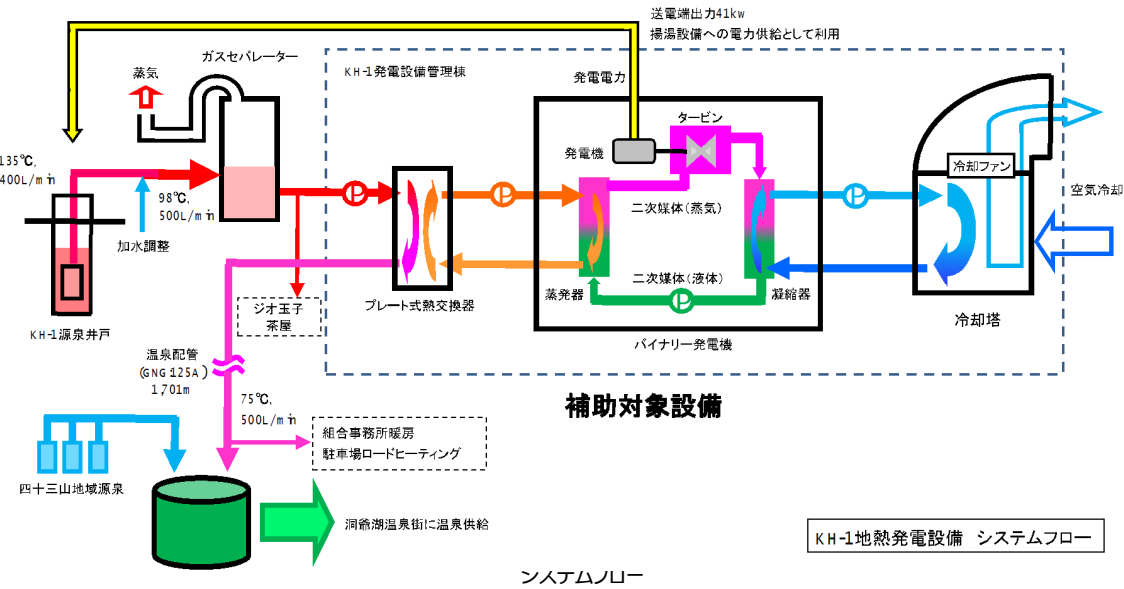 送電端出力41kw
揚湯設備への電力供給として利用
ガスセパレーター
蒸気
KH-1発電設備管理棟
発電電力
タービン
発電機
135℃,
400L/min
98℃,
500L/min
加水調整
冷却ファン
空気冷却
二次媒体(蒸気)
二次媒体(液体)
蒸発器
凝縮器
プレート式熱交換器
ジオ玉子
茶屋
KH-1源泉井戸
冷却塔
バイナリー発電機
温泉配管
(GNG125A)
1,701m
補助対象設備
75℃,
500L/min
組合事務所暖房
駐車場ロードヒーティング
四十三山地域源泉
洞爺湖温泉街に温泉供給
KH-1地熱発電設備 システムフロー
システムフロー
P
P
P
P